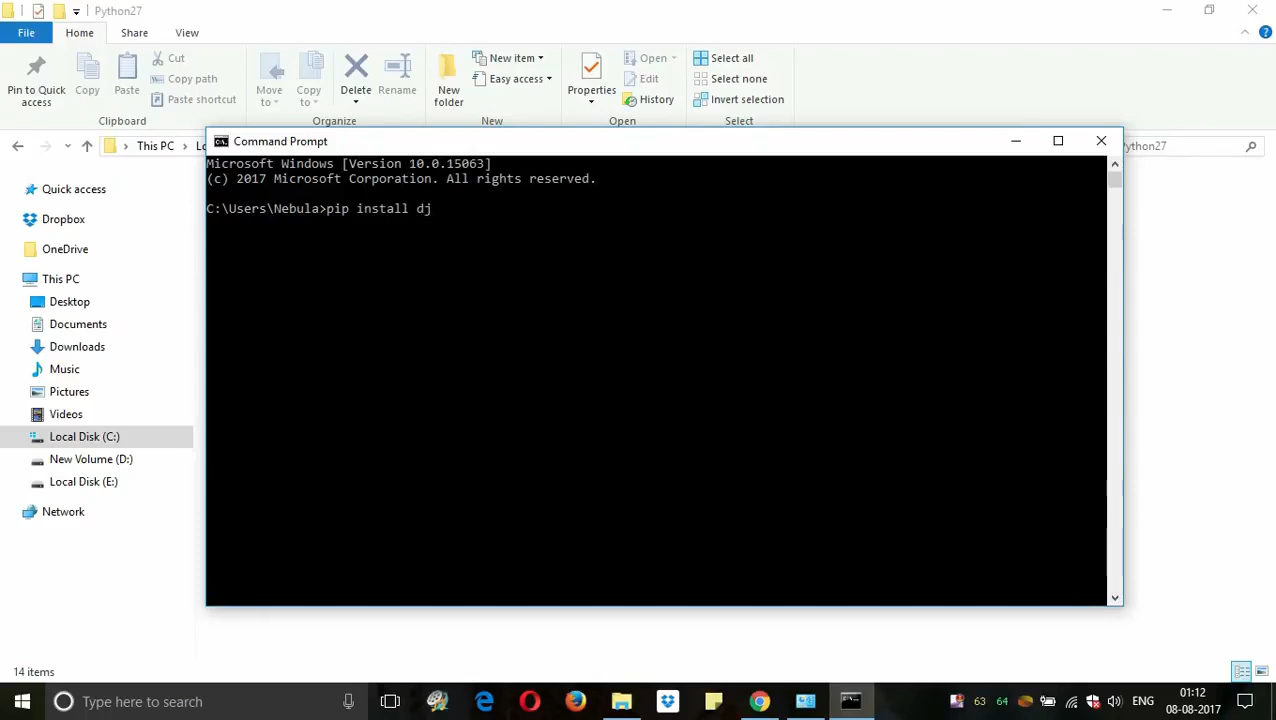 Python27
File Home Share View
Pin to Quick access
Copy
Paste
Cut
Copy path
Paste shortcut
Clipboard
Move to
Copy to
Delete
Rename
Organize
New folder
New item
Easy access
New
Properties
Open
Edit
History
Open
Select all
Select none
Invert selection
Select
This PC
Lo
ython27
Quick access
Dropbox
OneDrive
This PC
Desktop
Documents
Downloads
Music
Pictures
Videos
Local Disk (C:)
New Volume (D:)
Local Disk (E:)
Network
Command Prompt
Microsoft Windows [Version 10.0.15063]
(c) 2017 Microsoft Corporation. All rights reserved.
C:\Users\Nebula>pip install dj
14 items
Type here to search
63 64
ENG
01:12
08-08-2017